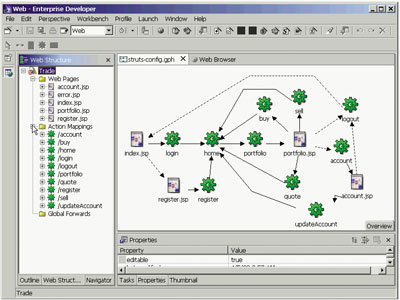 Web - Enterprise Developer
File Edit Perspective Workbench Profile Launch Window Help
Web
Web Structure
struts-config.gph
Web Browser
Trade
Web Pages
account.jsp
error.jsp
index.jsp
portfolio.jsp
register.jsp
Action Mappings
/account
/buy
/home
/login
/logout
/portfolio
/quote
/register
/sell
/updateAccount
Global Forwards
sell
buy
logout
index.jsp
login
home
portfolio
portfolio.jsp
account
register.jsp
register
quote
account.jsp
updateAccount
Overview
Properties
Property Value
editable true
Outline Web Struct... Navigator
Tasks Properties Thumbnail
Trade